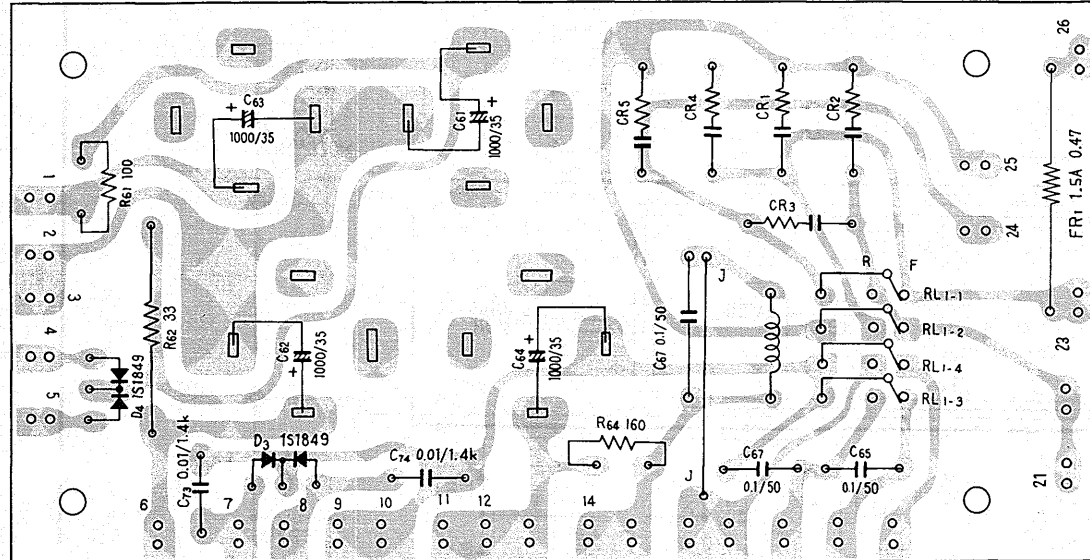 26
C63
+
1000/35
C61
+
1000/35
CR5
CR4
CR1
CR2
25
FR1 1.5A 0.47
1
R61 100
2
CR3
24
3
R62 33
J
R
F
RL1-1
RL1-2
RL1-4
RL1-3
4
C62
+
1000/35
C64
+
1000/35
C67 0.1/50
23
5
D4 1S1849
R64 160
C73 0.01/1.4k
D3 1S1849
C74 0.01/1.4k
C67
0.1/50
C65
0.1/50
J
21
6
7
8
9
10
11
12
14